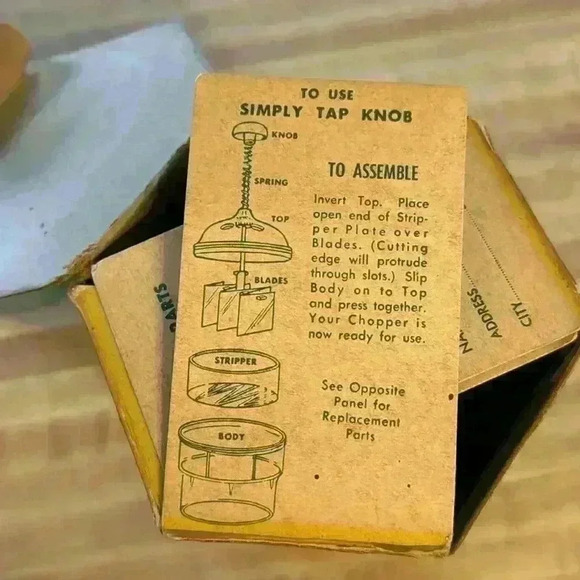 TO USE
SIMPLY TAP KNOB
KNOB
SPRING
TOP
BLADES
STRIPPER
BODY
TO ASSEMBLE
Invert Top. Place
open end of Strip-
per Plate over
Blades. (Cutting
edge will protrude
through slots.) Slip
Body on to Top
and press together.
Your Chopper is
now ready for use.
See Opposite
Panel for
Replacement
Parts
ADDRESS
CITY